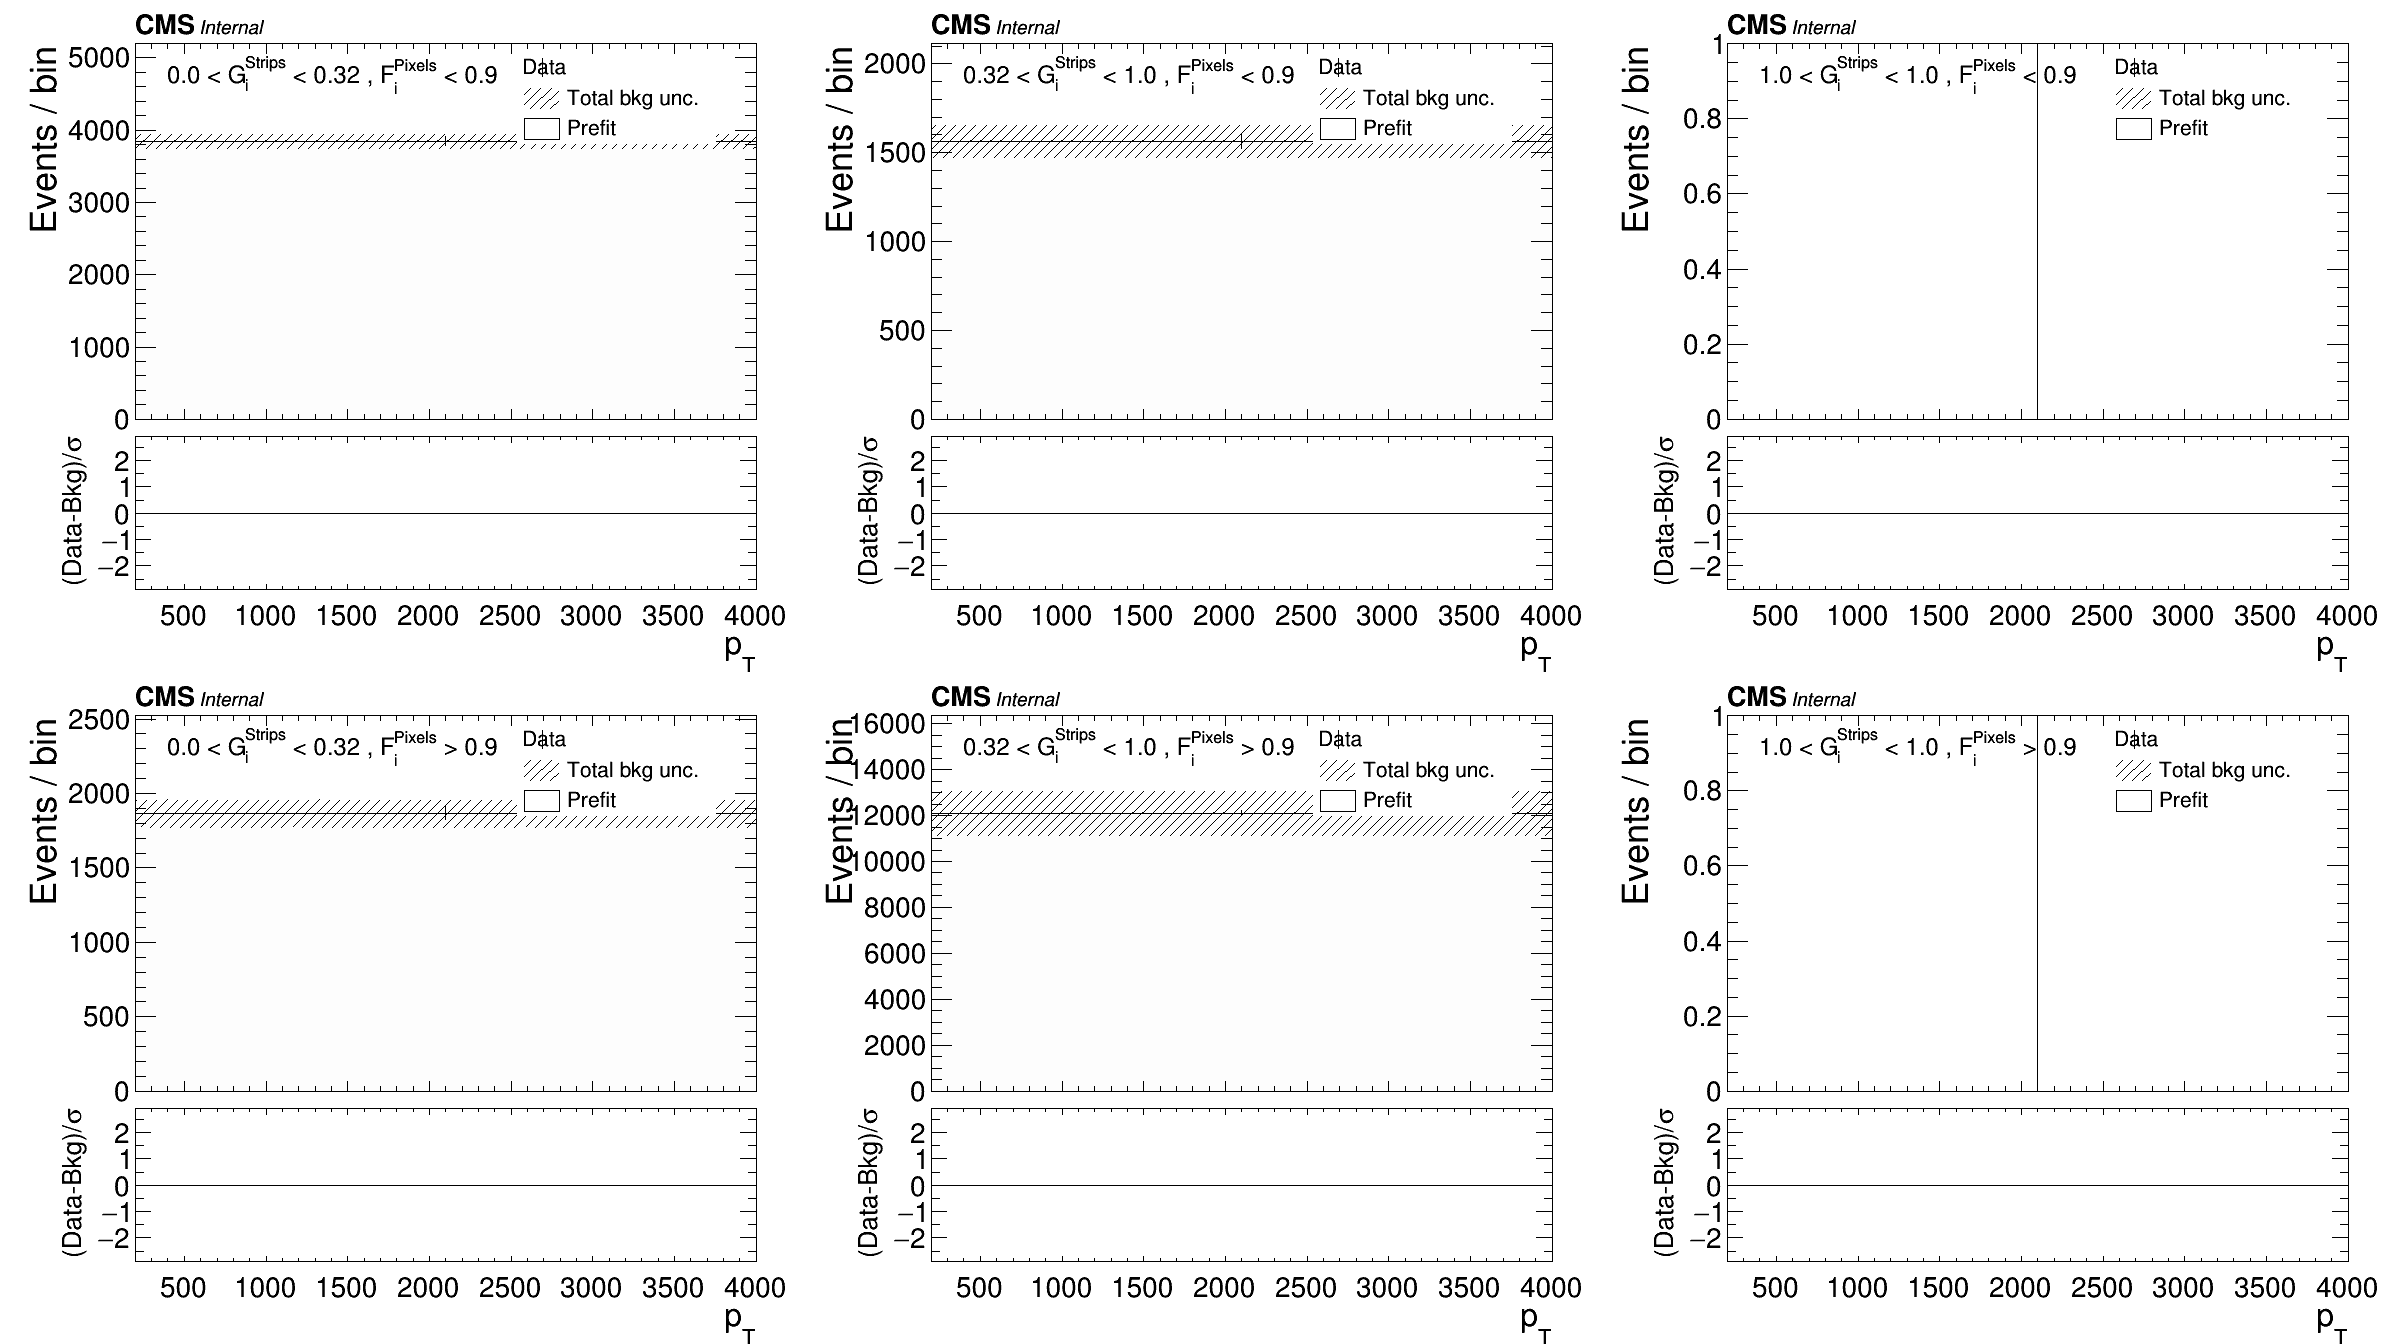 CMS Internal
Events / bin
5000
4000
3000
2000
1000
0
0.0 < G_i^Strips < 0.32 , F_i^Pixels < 0.9
Data
Total bkg unc.
Prefit
(Data-Bkg)/σ
2
1
0
−1
−2
500 1000 1500 2000 2500 3000 3500 4000
p_T
CMS Internal
Events / bin
2000
1500
1000
500
0
0.32 < G_i^Strips < 1.0 , F_i^Pixels < 0.9
Data
Total bkg unc.
Prefit
(Data-Bkg)/σ
2
1
0
−1
−2
500 1000 1500 2000 2500 3000 3500 4000
p_T
CMS Internal
Events / bin
1
0.8
0.6
0.4
0.2
0
1.0 < G_i^Strips < 1.0 , F_i^Pixels < 0.9
Data
Total bkg unc.
Prefit
(Data-Bkg)/σ
2
1
0
−1
−2
500 1000 1500 2000 2500 3000 3500 4000
p_T
CMS Internal
Events / bin
2500
2000
1500
1000
500
0
0.0 < G_i^Strips < 0.32 , F_i^Pixels > 0.9
Data
Total bkg unc.
Prefit
(Data-Bkg)/σ
2
1
0
−1
−2
500 1000 1500 2000 2500 3000 3500 4000
p_T
CMS Internal
Events / bin
16000
14000
12000
10000
8000
6000
4000
2000
0
0.32 < G_i^Strips < 1.0 , F_i^Pixels > 0.9
Data
Total bkg unc.
Prefit
(Data-Bkg)/σ
2
1
0
−1
−2
500 1000 1500 2000 2500 3000 3500 4000
p_T
CMS Internal
Events / bin
1
0.8
0.6
0.4
0.2
0
1.0 < G_i^Strips < 1.0 , F_i^Pixels > 0.9
Data
Total bkg unc.
Prefit
(Data-Bkg)/σ
2
1
0
−1
−2
500 1000 1500 2000 2500 3000 3500 4000
p_T